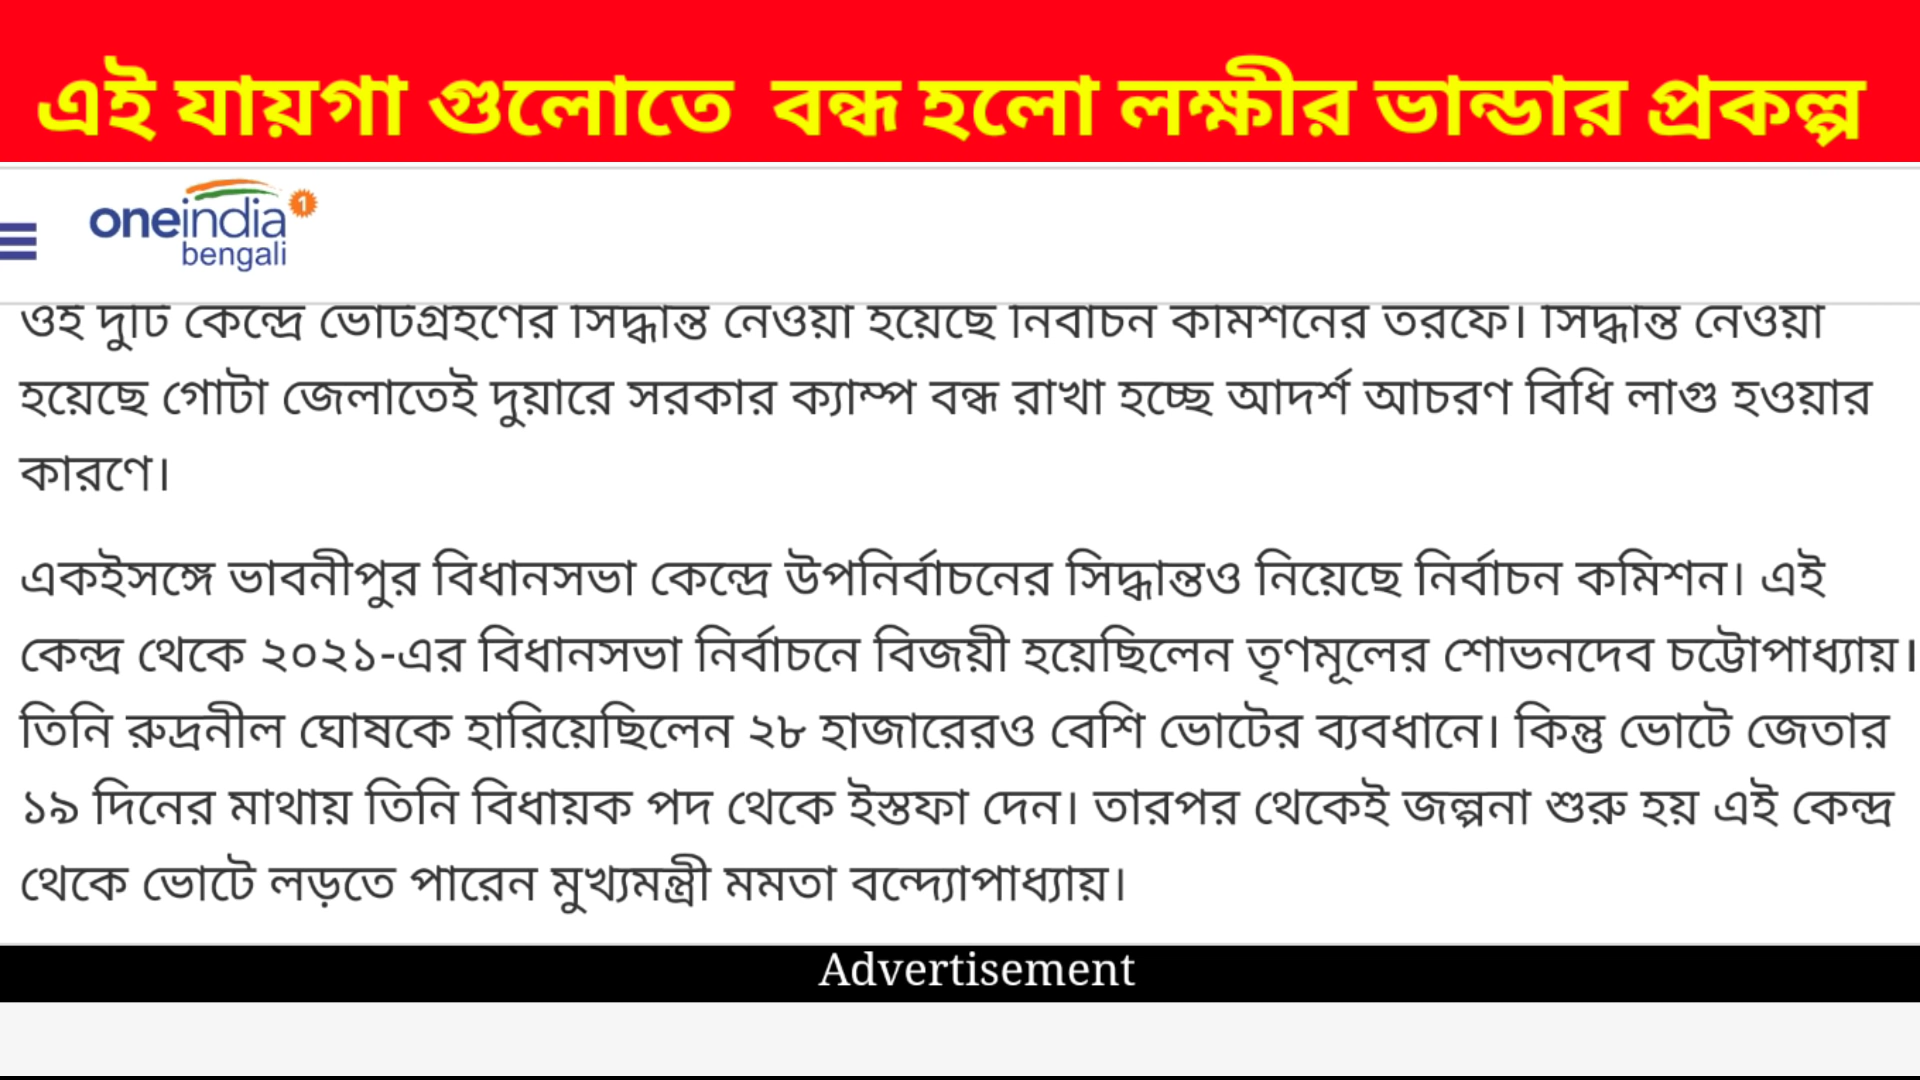 এই যায়গা গুলোতে বন্ধ হলো লক্ষীর ভান্ডার প্রকল্প
oneindia 1
bengali
ওই দুটি কেন্দ্রে ভোটগ্রহণের সিদ্ধান্ত নেওয়া হয়েছে নির্বাচন কমিশনের তরফে। সিদ্ধান্ত নেওয়া
হয়েছে গোটা জেলাতেই দুয়ারে সরকার ক্যাম্প বন্ধ রাখা হচ্ছে আদর্শ আচরণ বিধি লাগু হওয়ার
কারণে।
একইসঙ্গে ভাবনীপুর বিধানসভা কেন্দ্রে উপনির্বাচনের সিদ্ধান্তও নিয়েছে নির্বাচন কমিশন। এই
কেন্দ্র থেকে ২০২১-এর বিধানসভা নির্বাচনে বিজয়ী হয়েছিলেন তৃণমূলের শোভনদেব চট্টোপাধ্যায়।
তিনি রুদ্রনীল ঘোষকে হারিয়েছিলেন ২৮ হাজারেরও বেশি ভোটের ব্যবধানে। কিন্তু ভোটে জেতার
১৯ দিনের মাথায় তিনি বিধায়ক পদ থেকে ইস্তফা দেন। তারপর থেকেই জল্পনা শুরু হয় এই কেন্দ্র
থেকে ভোটে লড়তে পারেন মুখ্যমন্ত্রী মমতা বন্দ্যোপাধ্যায়।
Advertisement